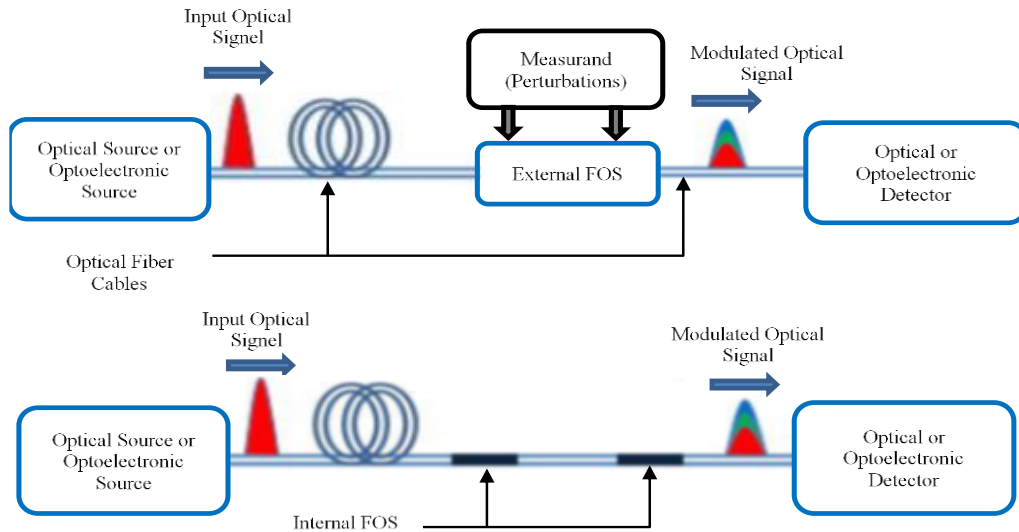 Input Optical
Signel
Measurand
(Perturbations)
Modulated Optical
Signal
Optical Source or
Optoelectronic
Source
External FOS
Optical or
Optoelectronic
Detector
Optical Fiber
Cables
Input Optical
Signel
Modulated Optical
Signal
Optical Source or
Optoelectronic
Source
Optical or
Optoelectronic
Detector
Internal FOS